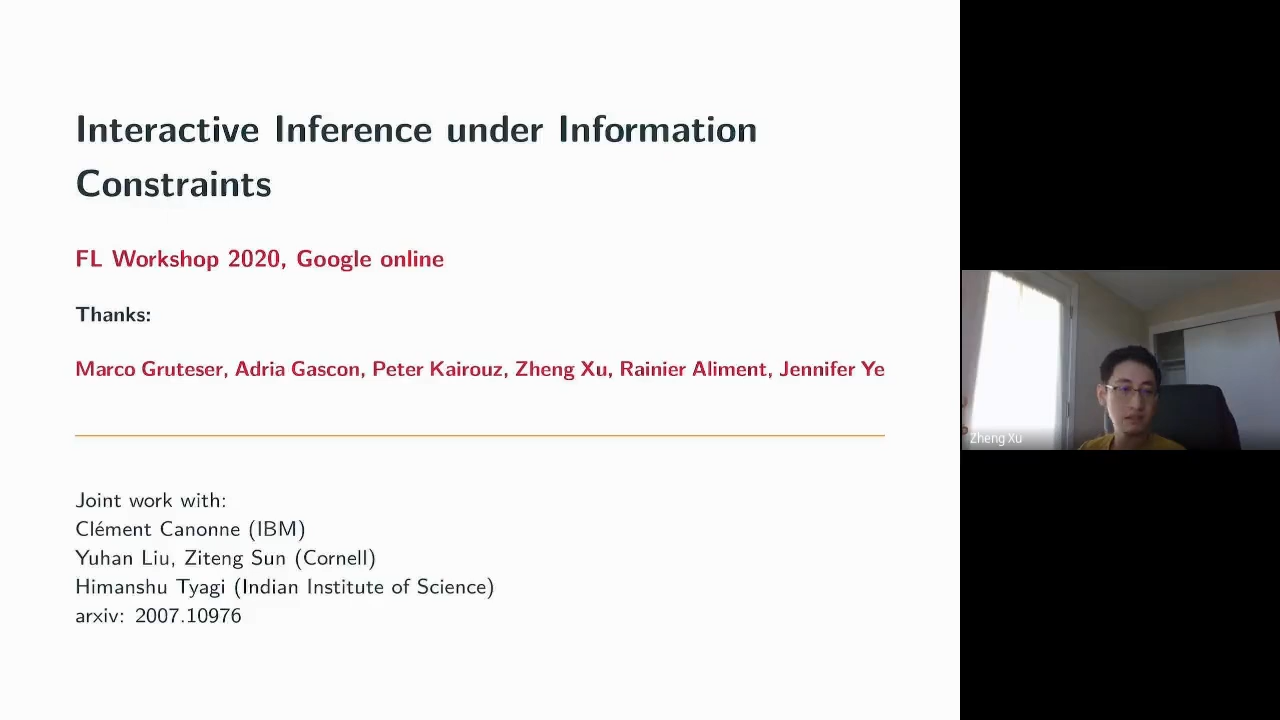 Interactive Inference under Information
Constraints
FL Workshop 2020, Google online
Thanks:
Marco Gruteser, Adria Gascon, Peter Kairouz, Zheng Xu, Rainier Aliment, Jennifer Ye
Joint work with:
Clément Canonne (IBM)
Yuhan Liu, Ziteng Sun (Cornell)
Himanshu Tyagi (Indian Institute of Science)
arxiv: 2007.10976
Zheng Xu